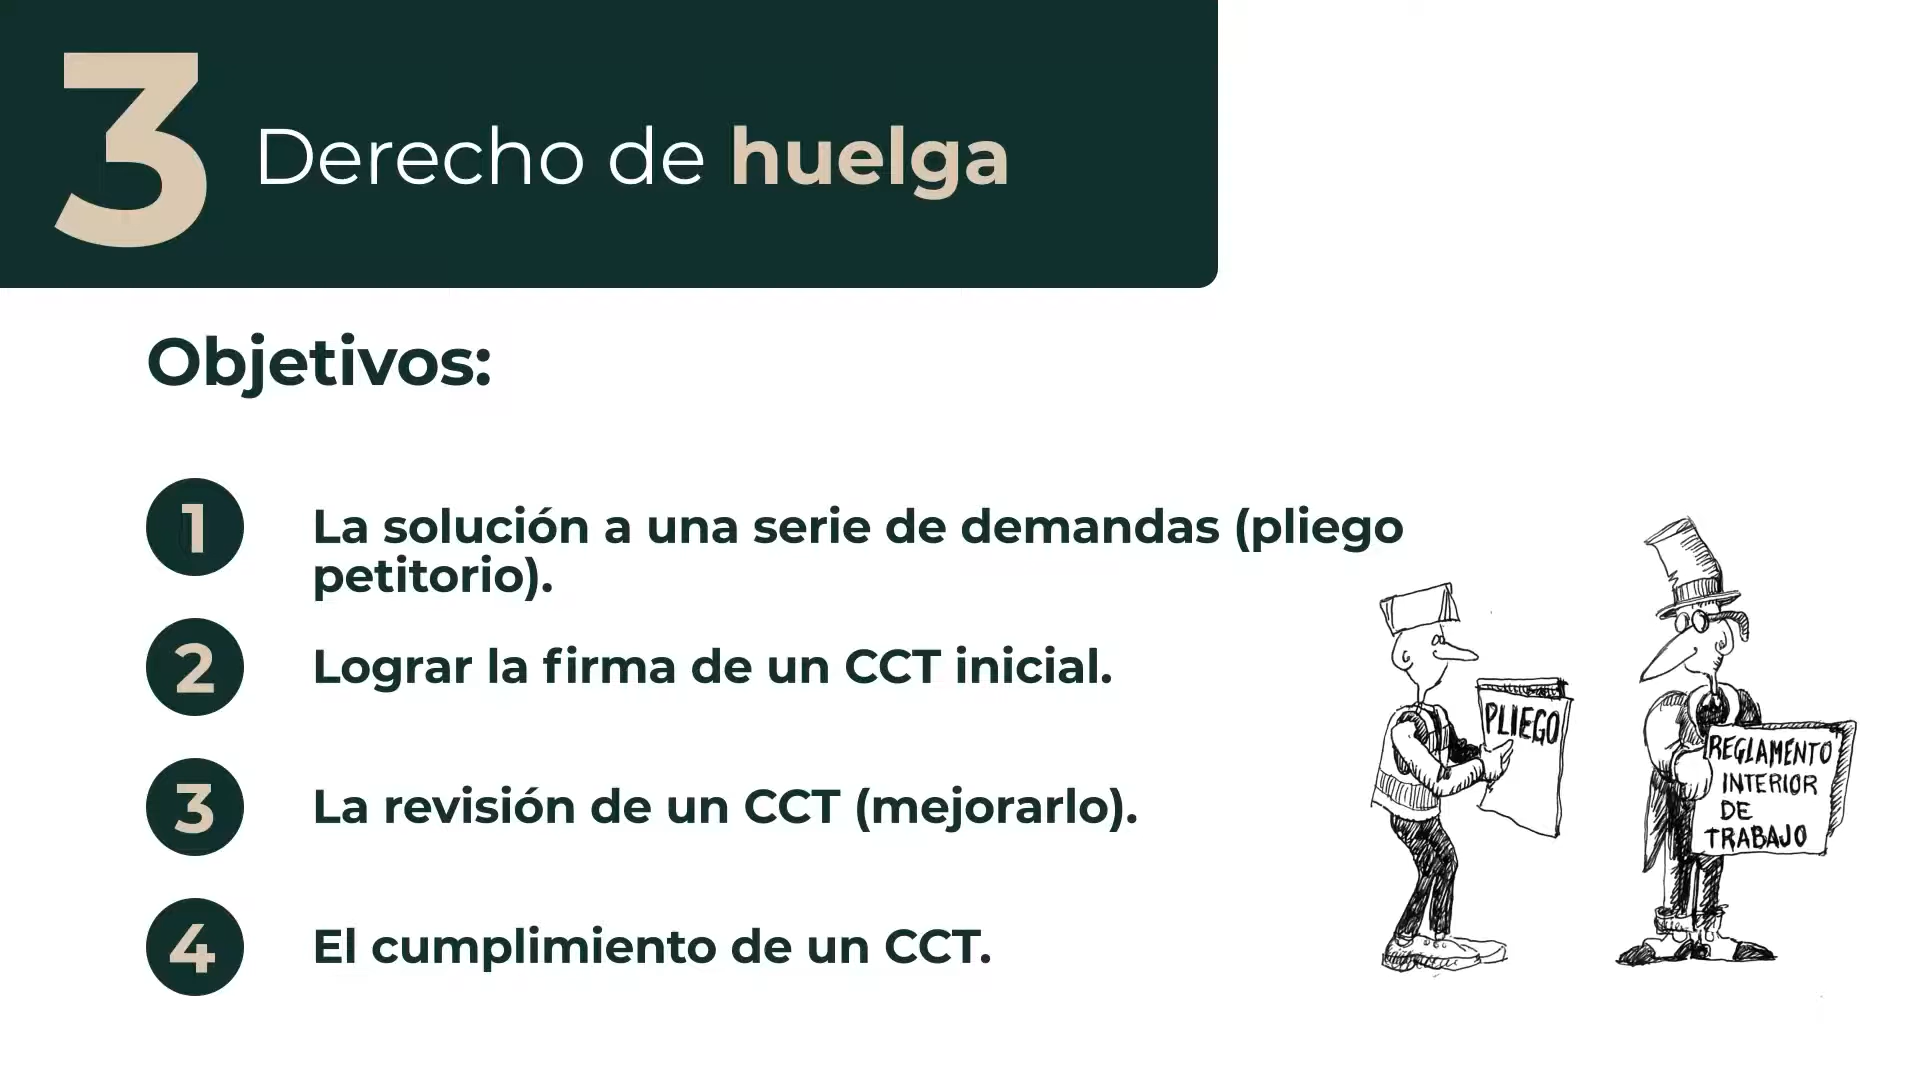 3
Derecho de huelga
Objetivos:
1
La solución a una serie de demandas (pliego
petitorio).
2
Lograr la firma de un CCT inicial.
3
La revisión de un CCT (mejorarlo).
4
El cumplimiento de un CCT.
PLIEGO
REGLAMENTO
INTERIOR
DE
TRABAJO